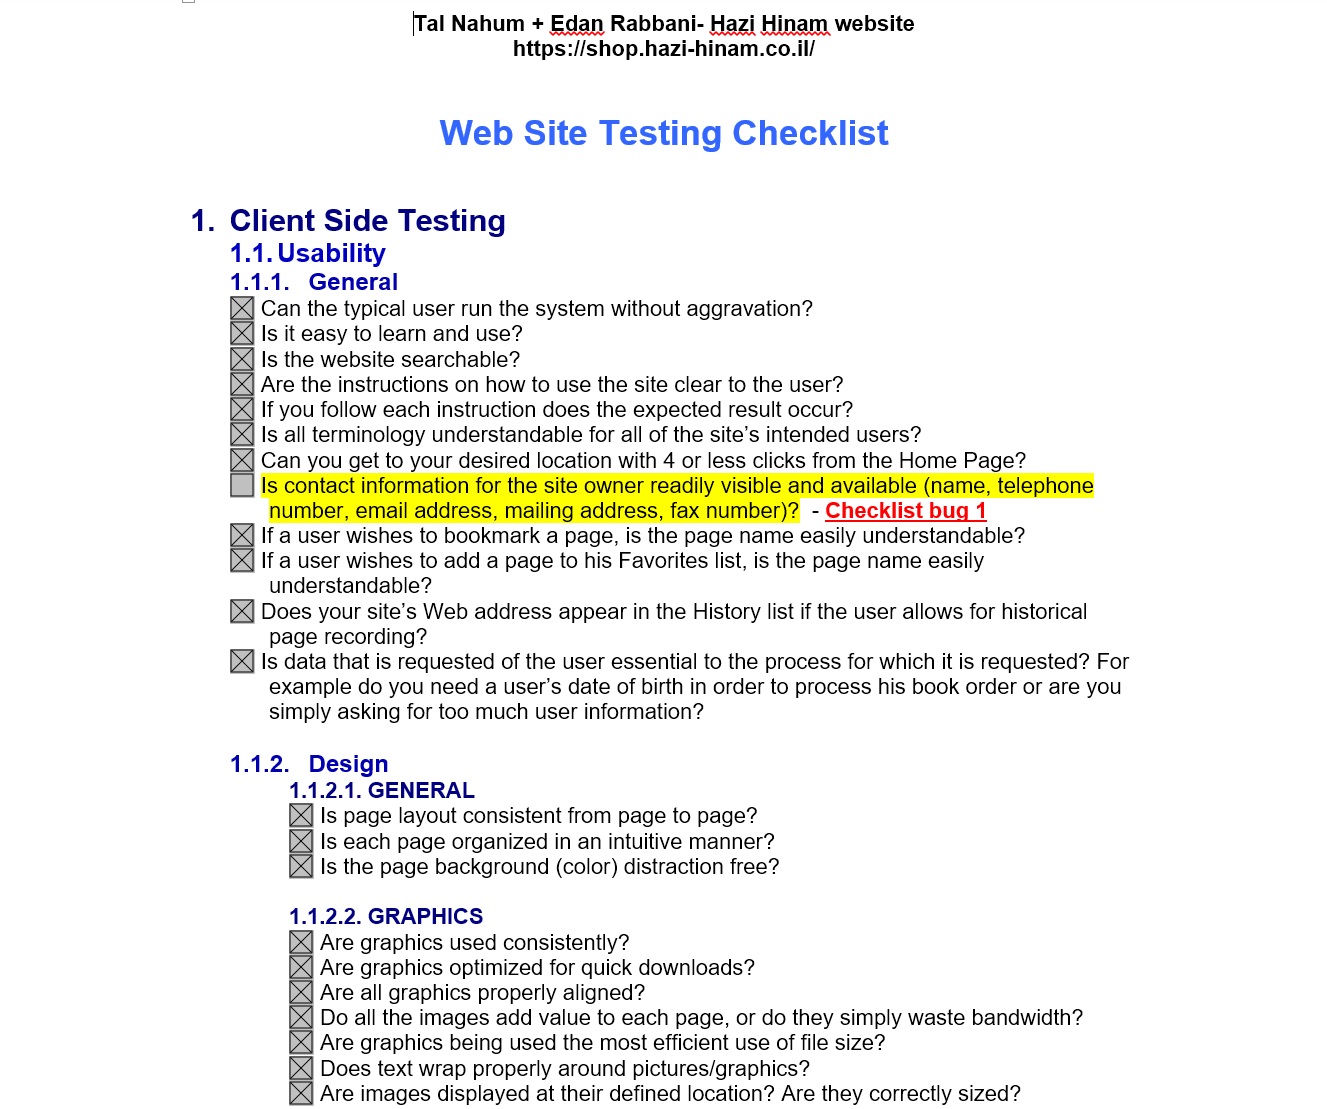 Tal Nahum + Edan Rabbani- Hazi Hinam website
https://shop.hazi-hinam.co.il/
Web Site Testing Checklist
1. Client Side Testing
1.1. Usability
1.1.1. General
Can the typical user run the system without aggravation?
Is it easy to learn and use?
Is the website searchable?
Are the instructions on how to use the site clear to the user?
If you follow each instruction does the expected result occur?
Is all terminology understandable for all of the site’s intended users?
Can you get to your desired location with 4 or less clicks from the Home Page?
Is contact information for the site owner readily visible and available (name, telephone
number, email address, mailing address, fax number)? - Checklist bug 1
If a user wishes to bookmark a page, is the page name easily understandable?
If a user wishes to add a page to his Favorites list, is the page name easily
understandable?
Does your site’s Web address appear in the History list if the user allows for historical
page recording?
Is data that is requested of the user essential to the process for which it is requested? For
example do you need a user’s date of birth in order to process his book order or are you
simply asking for too much user information?
1.1.2. Design
1.1.2.1. GENERAL
Is page layout consistent from page to page?
Is each page organized in an intuitive manner?
Is the page background (color) distraction free?
1.1.2.2. GRAPHICS
Are graphics used consistently?
Are graphics optimized for quick downloads?
Are all graphics properly aligned?
Do all the images add value to each page, or do they simply waste bandwidth?
Are graphics being used the most efficient use of file size?
Does text wrap properly around pictures/graphics?
Are images displayed at their defined location? Are they correctly sized?